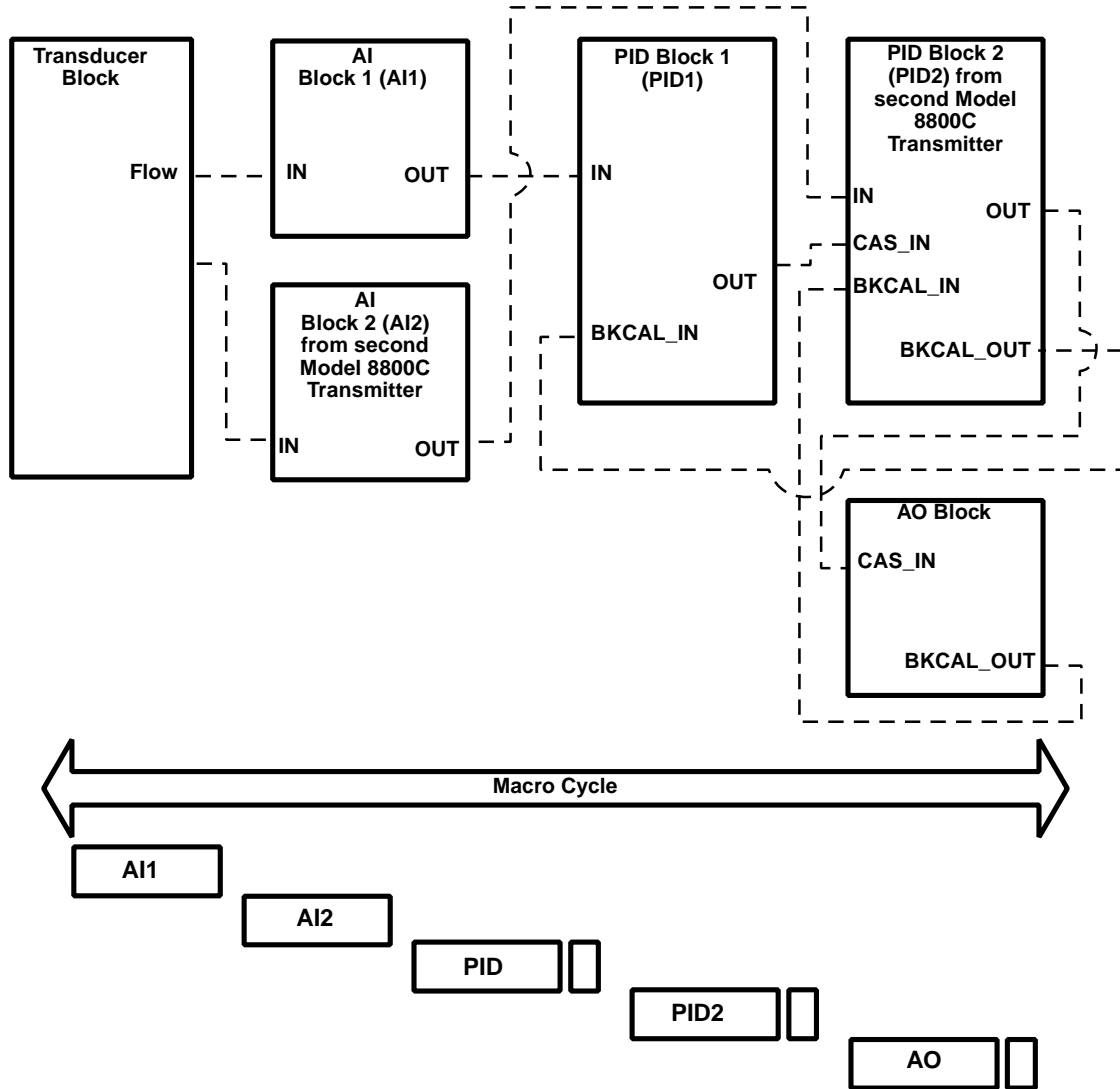 Transducer
Block
Flow
AI
Block 1 (AI1)
IN
OUT
AI
Block 2 (AI2)
from second
Model 8800C
Transmitter
IN
OUT
PID Block 1
(PID1)
IN
OUT
BKCAL_IN
PID Block 2
(PID2) from
second Model
8800C
Transmitter
IN
OUT
CAS_IN
BKCAL_IN
BKCAL_OUT
AO Block
CAS_IN
BKCAL_OUT
Macro Cycle
AI1
AI2
PID
PID2
AO